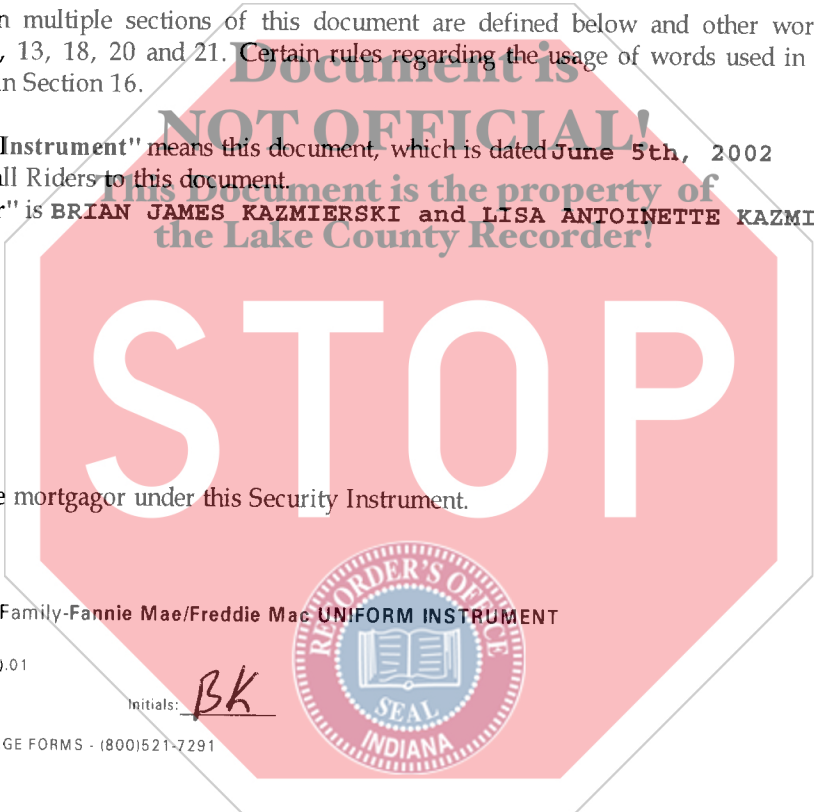 n multiple sections of this document are defined below and other wor
, 13, 18, 20 and 21. Certain rules regarding the usage of words used in
n Section 16.
Document is
NOT OFFICIAL!
This Document is the property of
the Lake County Recorder!
Instrument" means this document, which is dated June 5th, 2002
all Riders to this document.
" is BRIAN JAMES KAZMIERSKI and LISA ANTOINETTE KAZMI
STOP
e mortgagor under this Security Instrument.
Family-Fannie Mae/Freddie Mac UNIFORM INSTRUMENT
.01
Initials: BK
GE FORMS - (800)521-7291
RECORDER'S OFFICE
SEAL
INDIANA